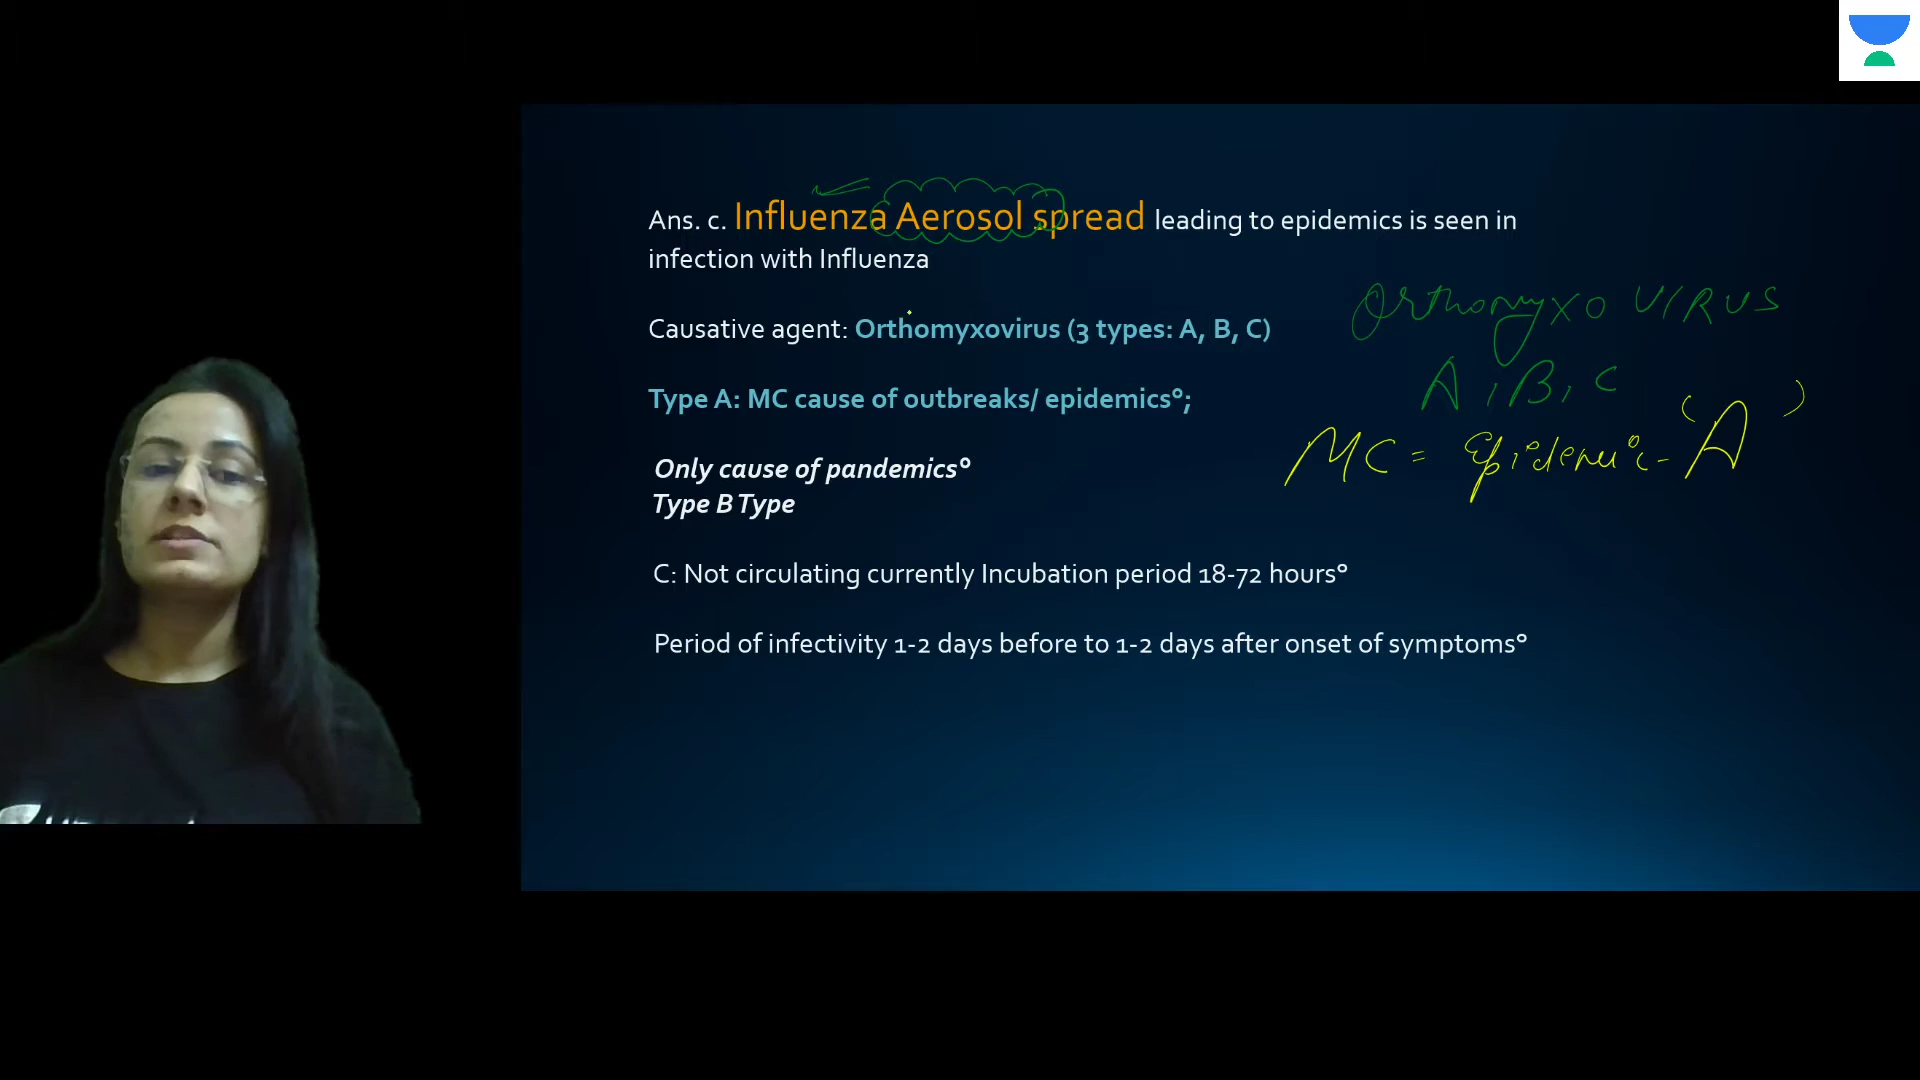 Ans. c. Influenza Aerosol spread leading to epidemics is seen in
infection with Influenza
Causative agent: Orthomyxovirus (3 types: A, B, C)
Type A: MC cause of outbreaks/ epidemics°;
Only cause of pandemics°
Type B Type
C: Not circulating currently Incubation period 18-72 hours°
Period of infectivity 1-2 days before to 1-2 days after onset of symptoms°
Orthomyxo VIRUS
A, B, C
MC = Epidemic - 'A'